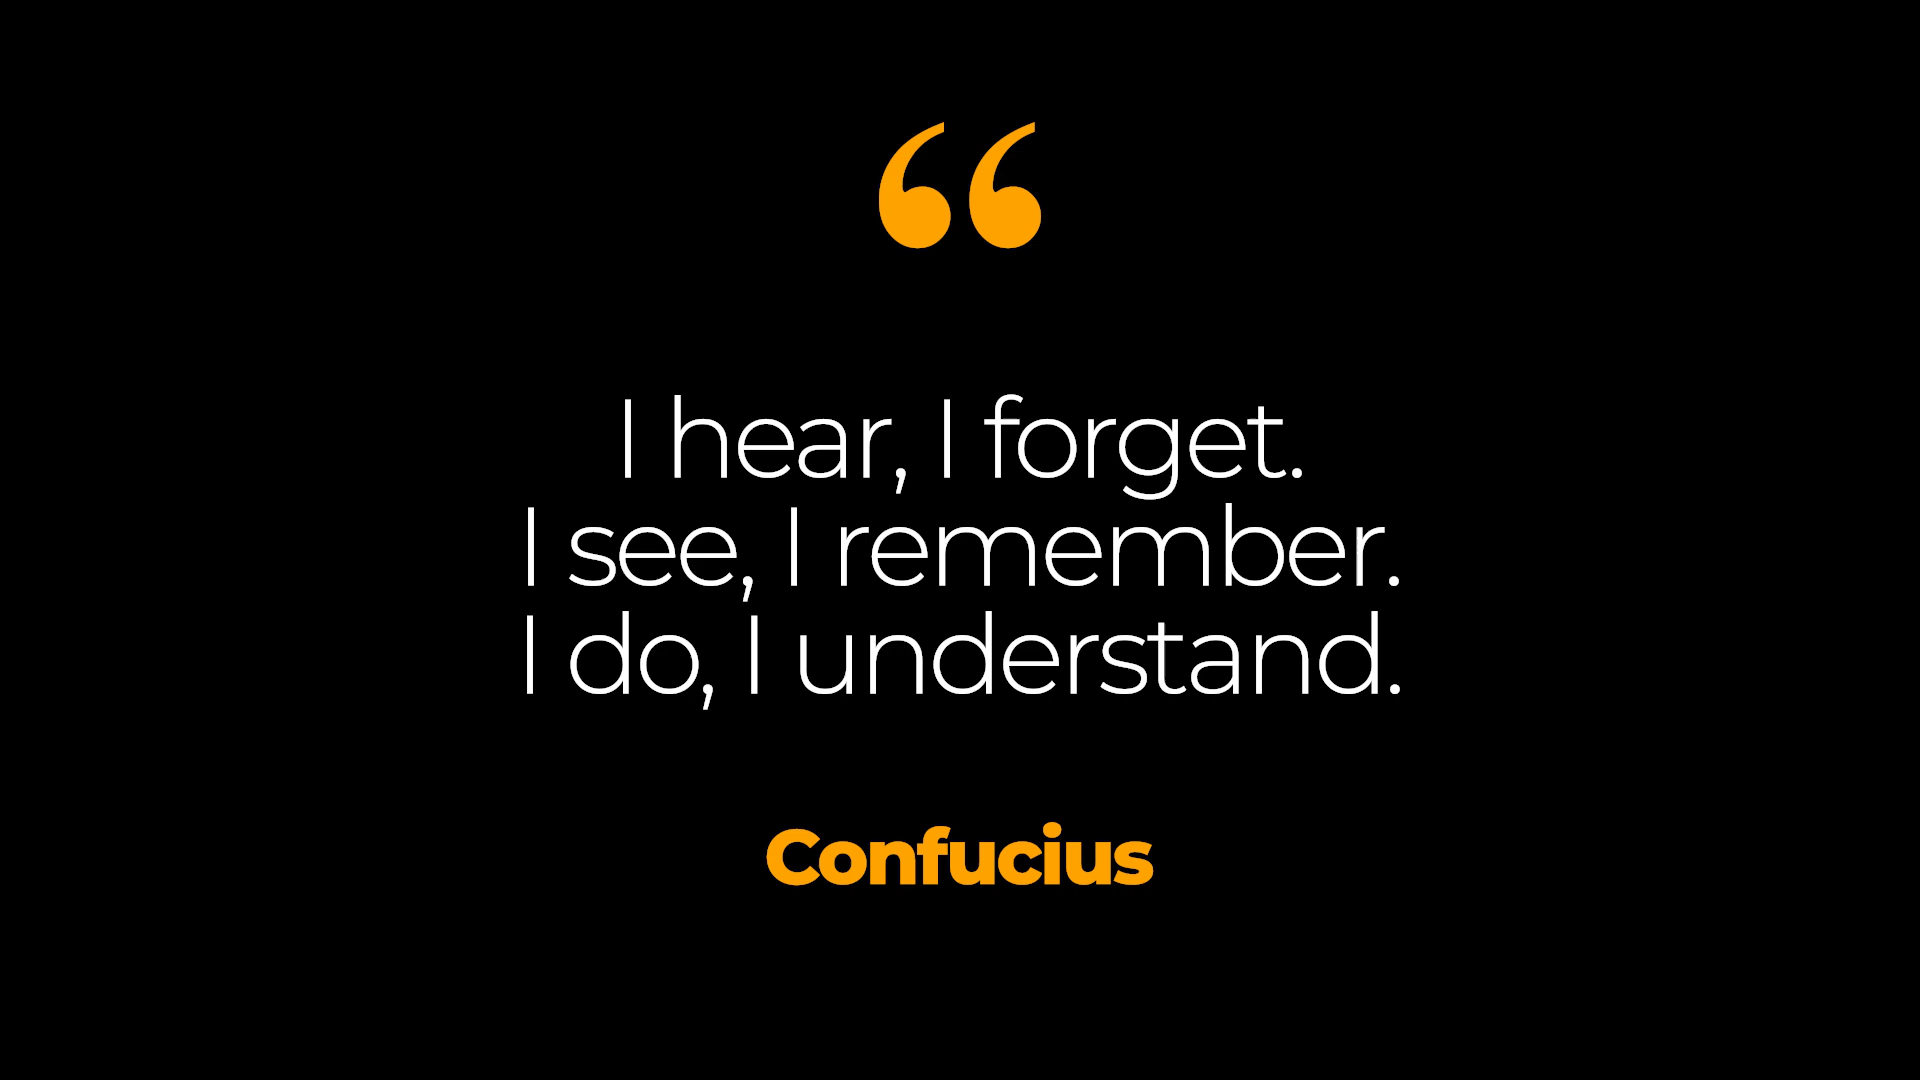 “
I hear, I forget.
I see, I remember.
I do, I understand.
Confucius